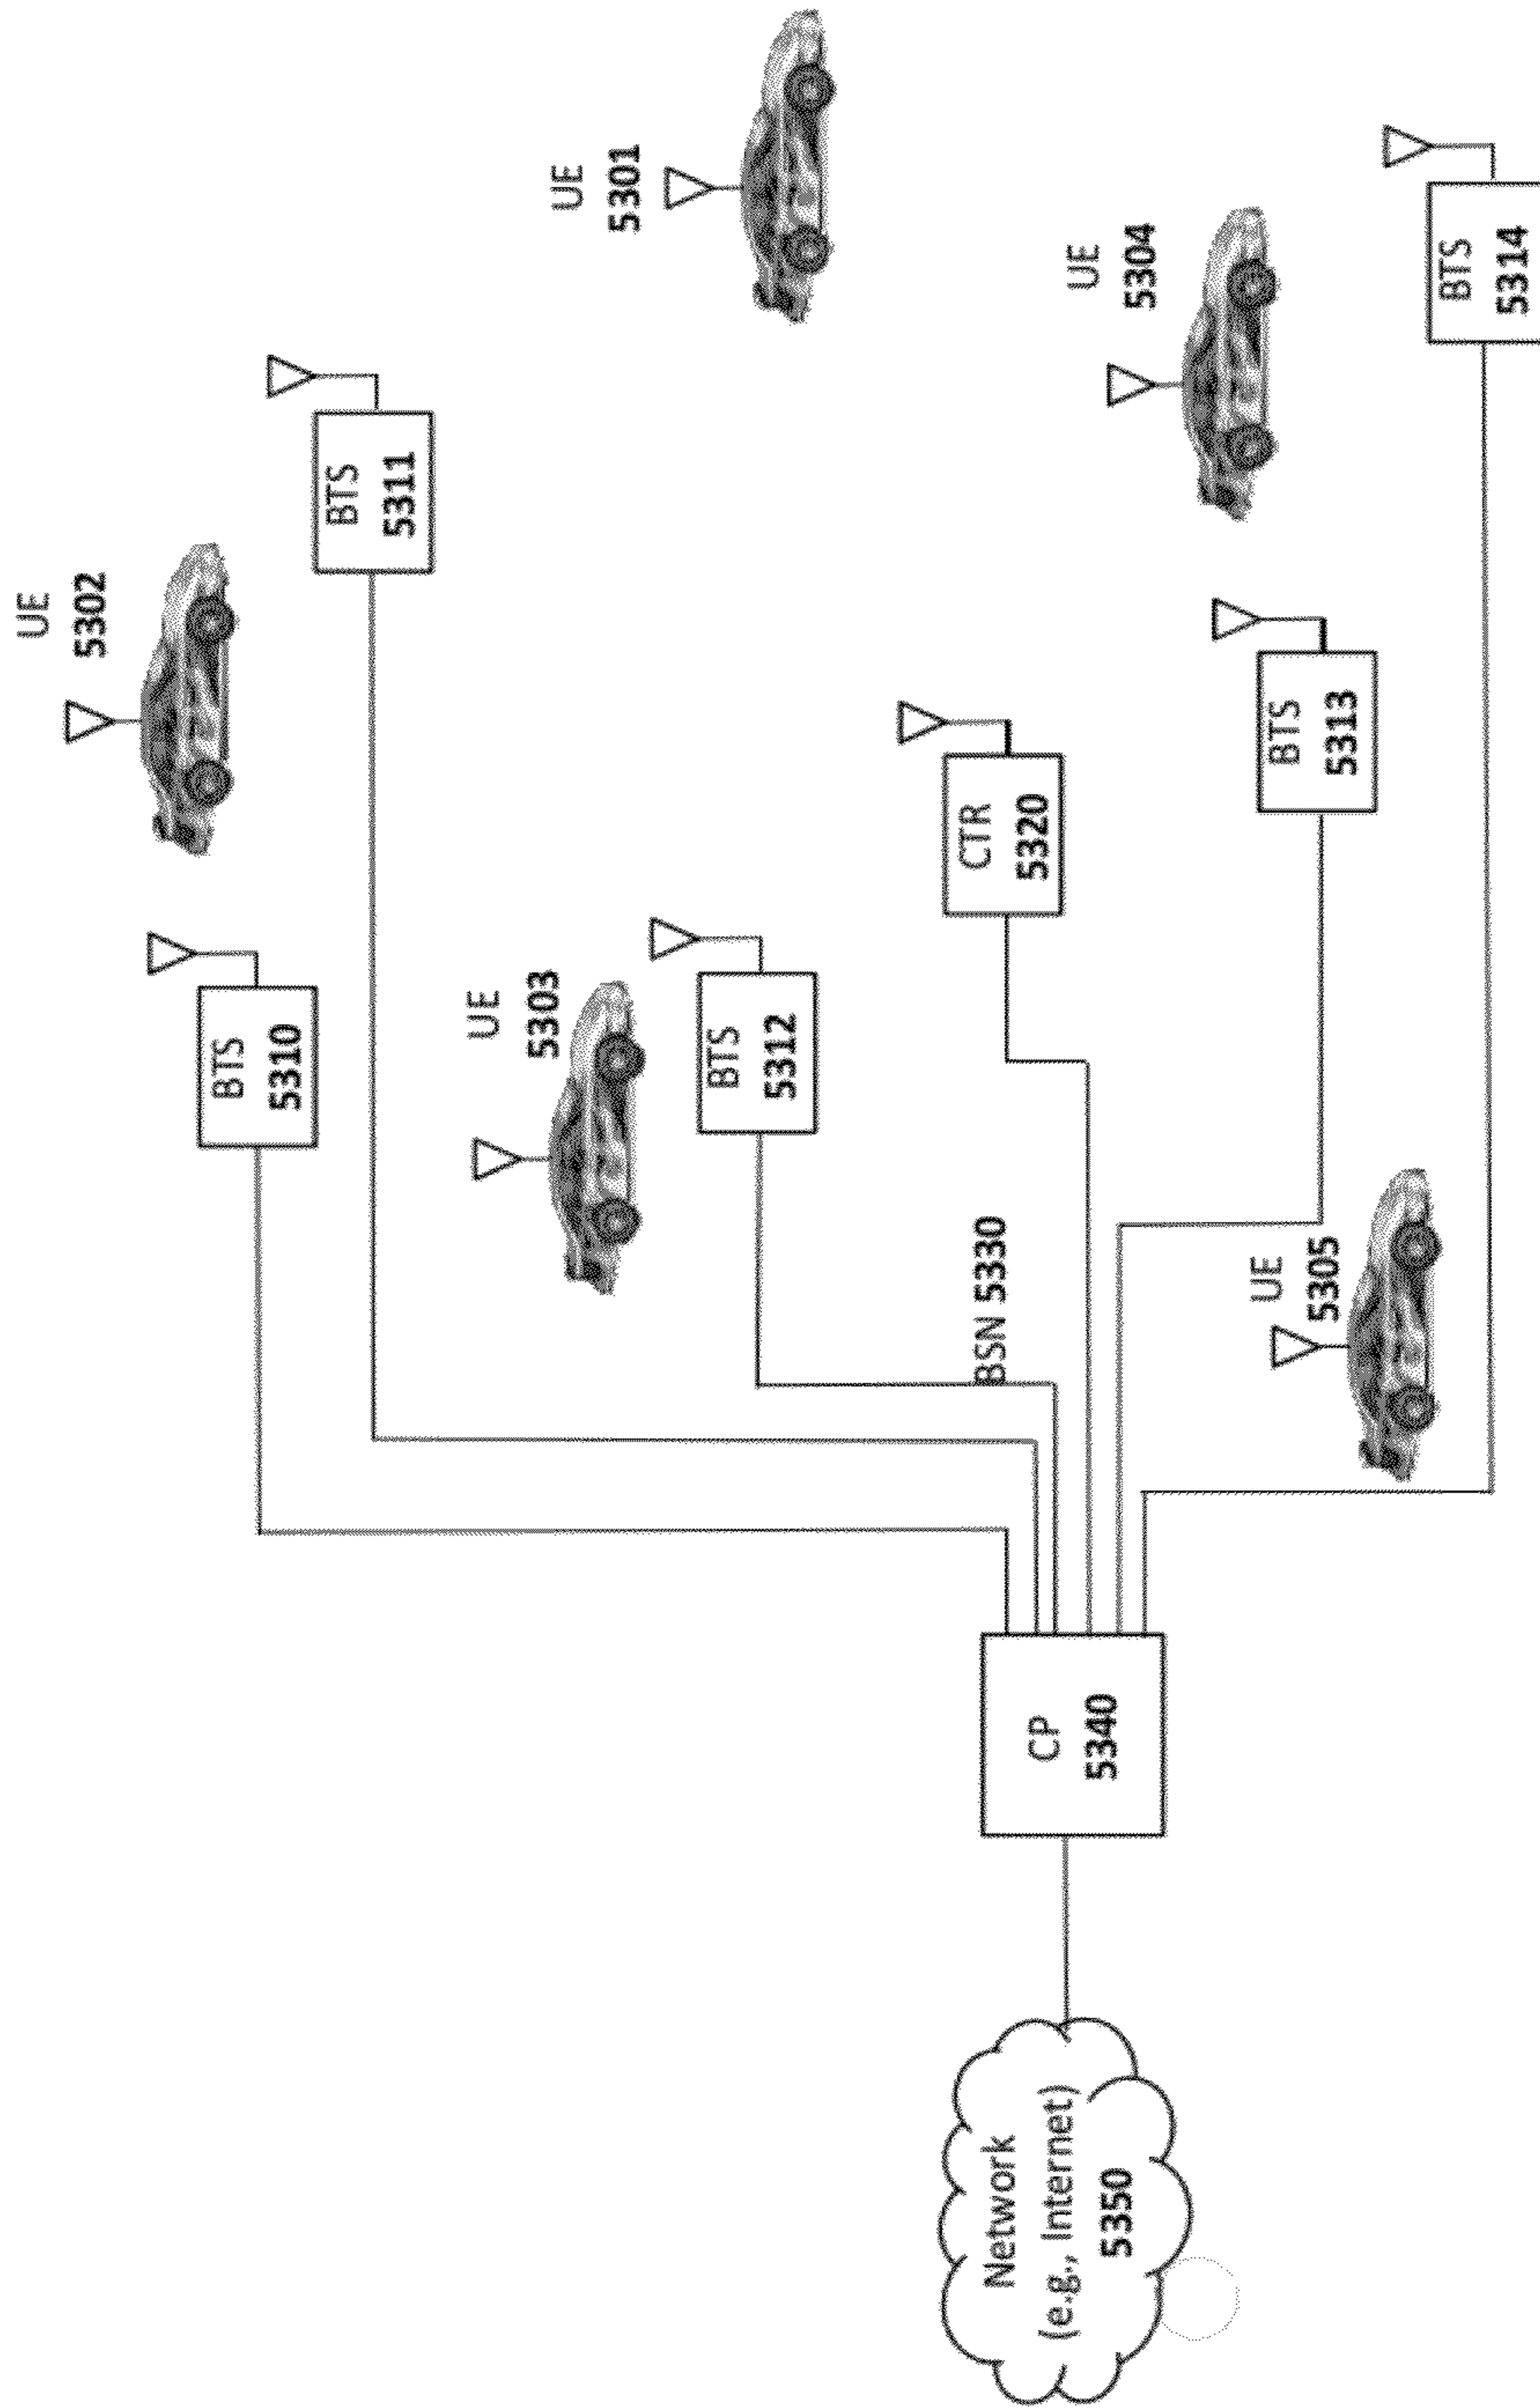 UE
5302
BTS
5310
BTS
5311
UE
5303
UE
5301
BTS
5312
BSN 5330
CTR
5320
Network
(e.g., Internet)
5350
CP
5340
UE
5304
UE
5305
BTS
5313
BTS
5314